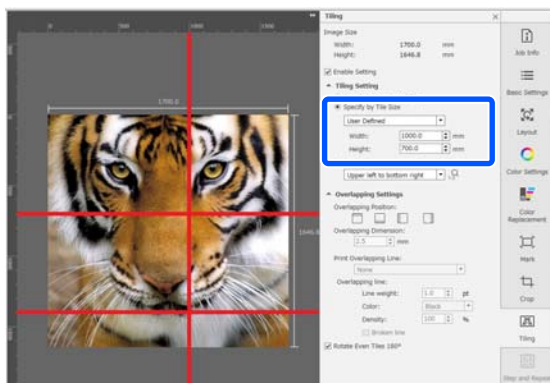 Tiling
Image Size
Width: 1700.0 mm
Height: 1646.8 mm
Enable Setting
Tiling Setting
Specify by Tile Size
User Defined
Width: 1000.0 mm
Height: 700.0 mm
Upper left to bottom right
Overlapping Settings
Overlapping Position:
Overlapping Dimension:
2.5 mm
Print Overlapping Line:
None
Overlapping line:
Line weight: 1.0 pt
Color: Black
Density: 100 %
Broken line
Rotate Even Tiles 180°
1700.0
1646.8
Job Info
Basic Settings
Layout
Color Settings
Color
Replacement
Mark
Crop
Tiling
Step and Repeat